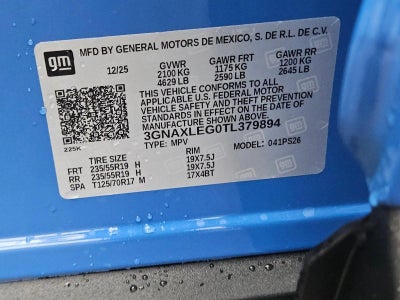 gm
MFD BY GENERAL MOTORS DE MEXICO, S. DE R.L. DE C.V.
12/25 GVWR GAWR FRT GAWR RR
2100 KG 1175 KG 1200 KG
4629 LB 2590 LB 2645 LB
THIS VEHICLE CONFORMS TO ALL
APPLICABLE U.S. FEDERAL MOTOR
VEHICLE SAFETY AND THEFT PREVENTION
STANDARDS IN EFFECT ON THE DATE OF
MANUFACTURE SHOWN ABOVE.
3GNAXLEG0TL379894
225K TYPE: MPV MODEL: 041PS26
TIRE SIZE RIM
FRT 235/55R19 H 19X7.5J
RR 235/55R19 H 19X7.5J
SPA T125/70R17 M 17X4BT